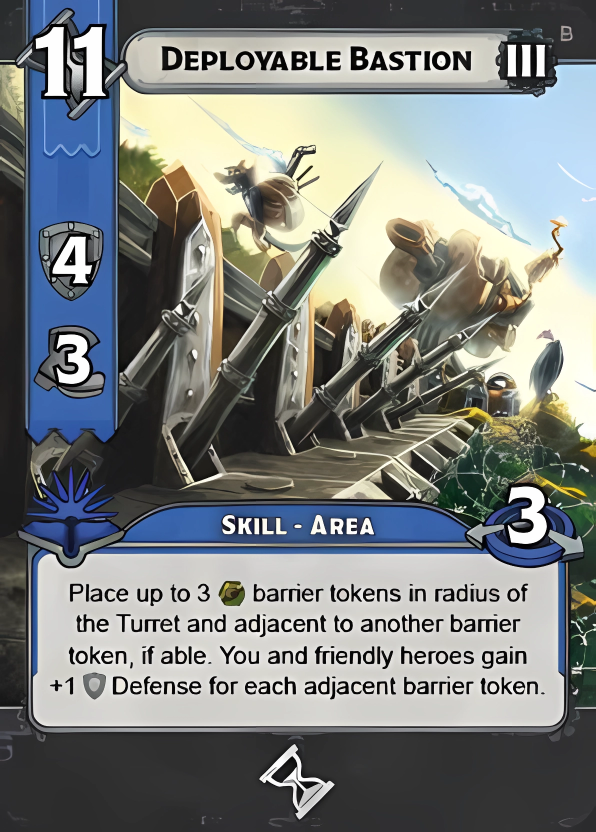 11
DEPLOYABLE BASTION
III
B
4
3
SKILL - AREA
3
Place up to 3 barrier tokens in radius of
the Turret and adjacent to another barrier
token, if able. You and friendly heroes gain
+1 Defense for each adjacent barrier token.